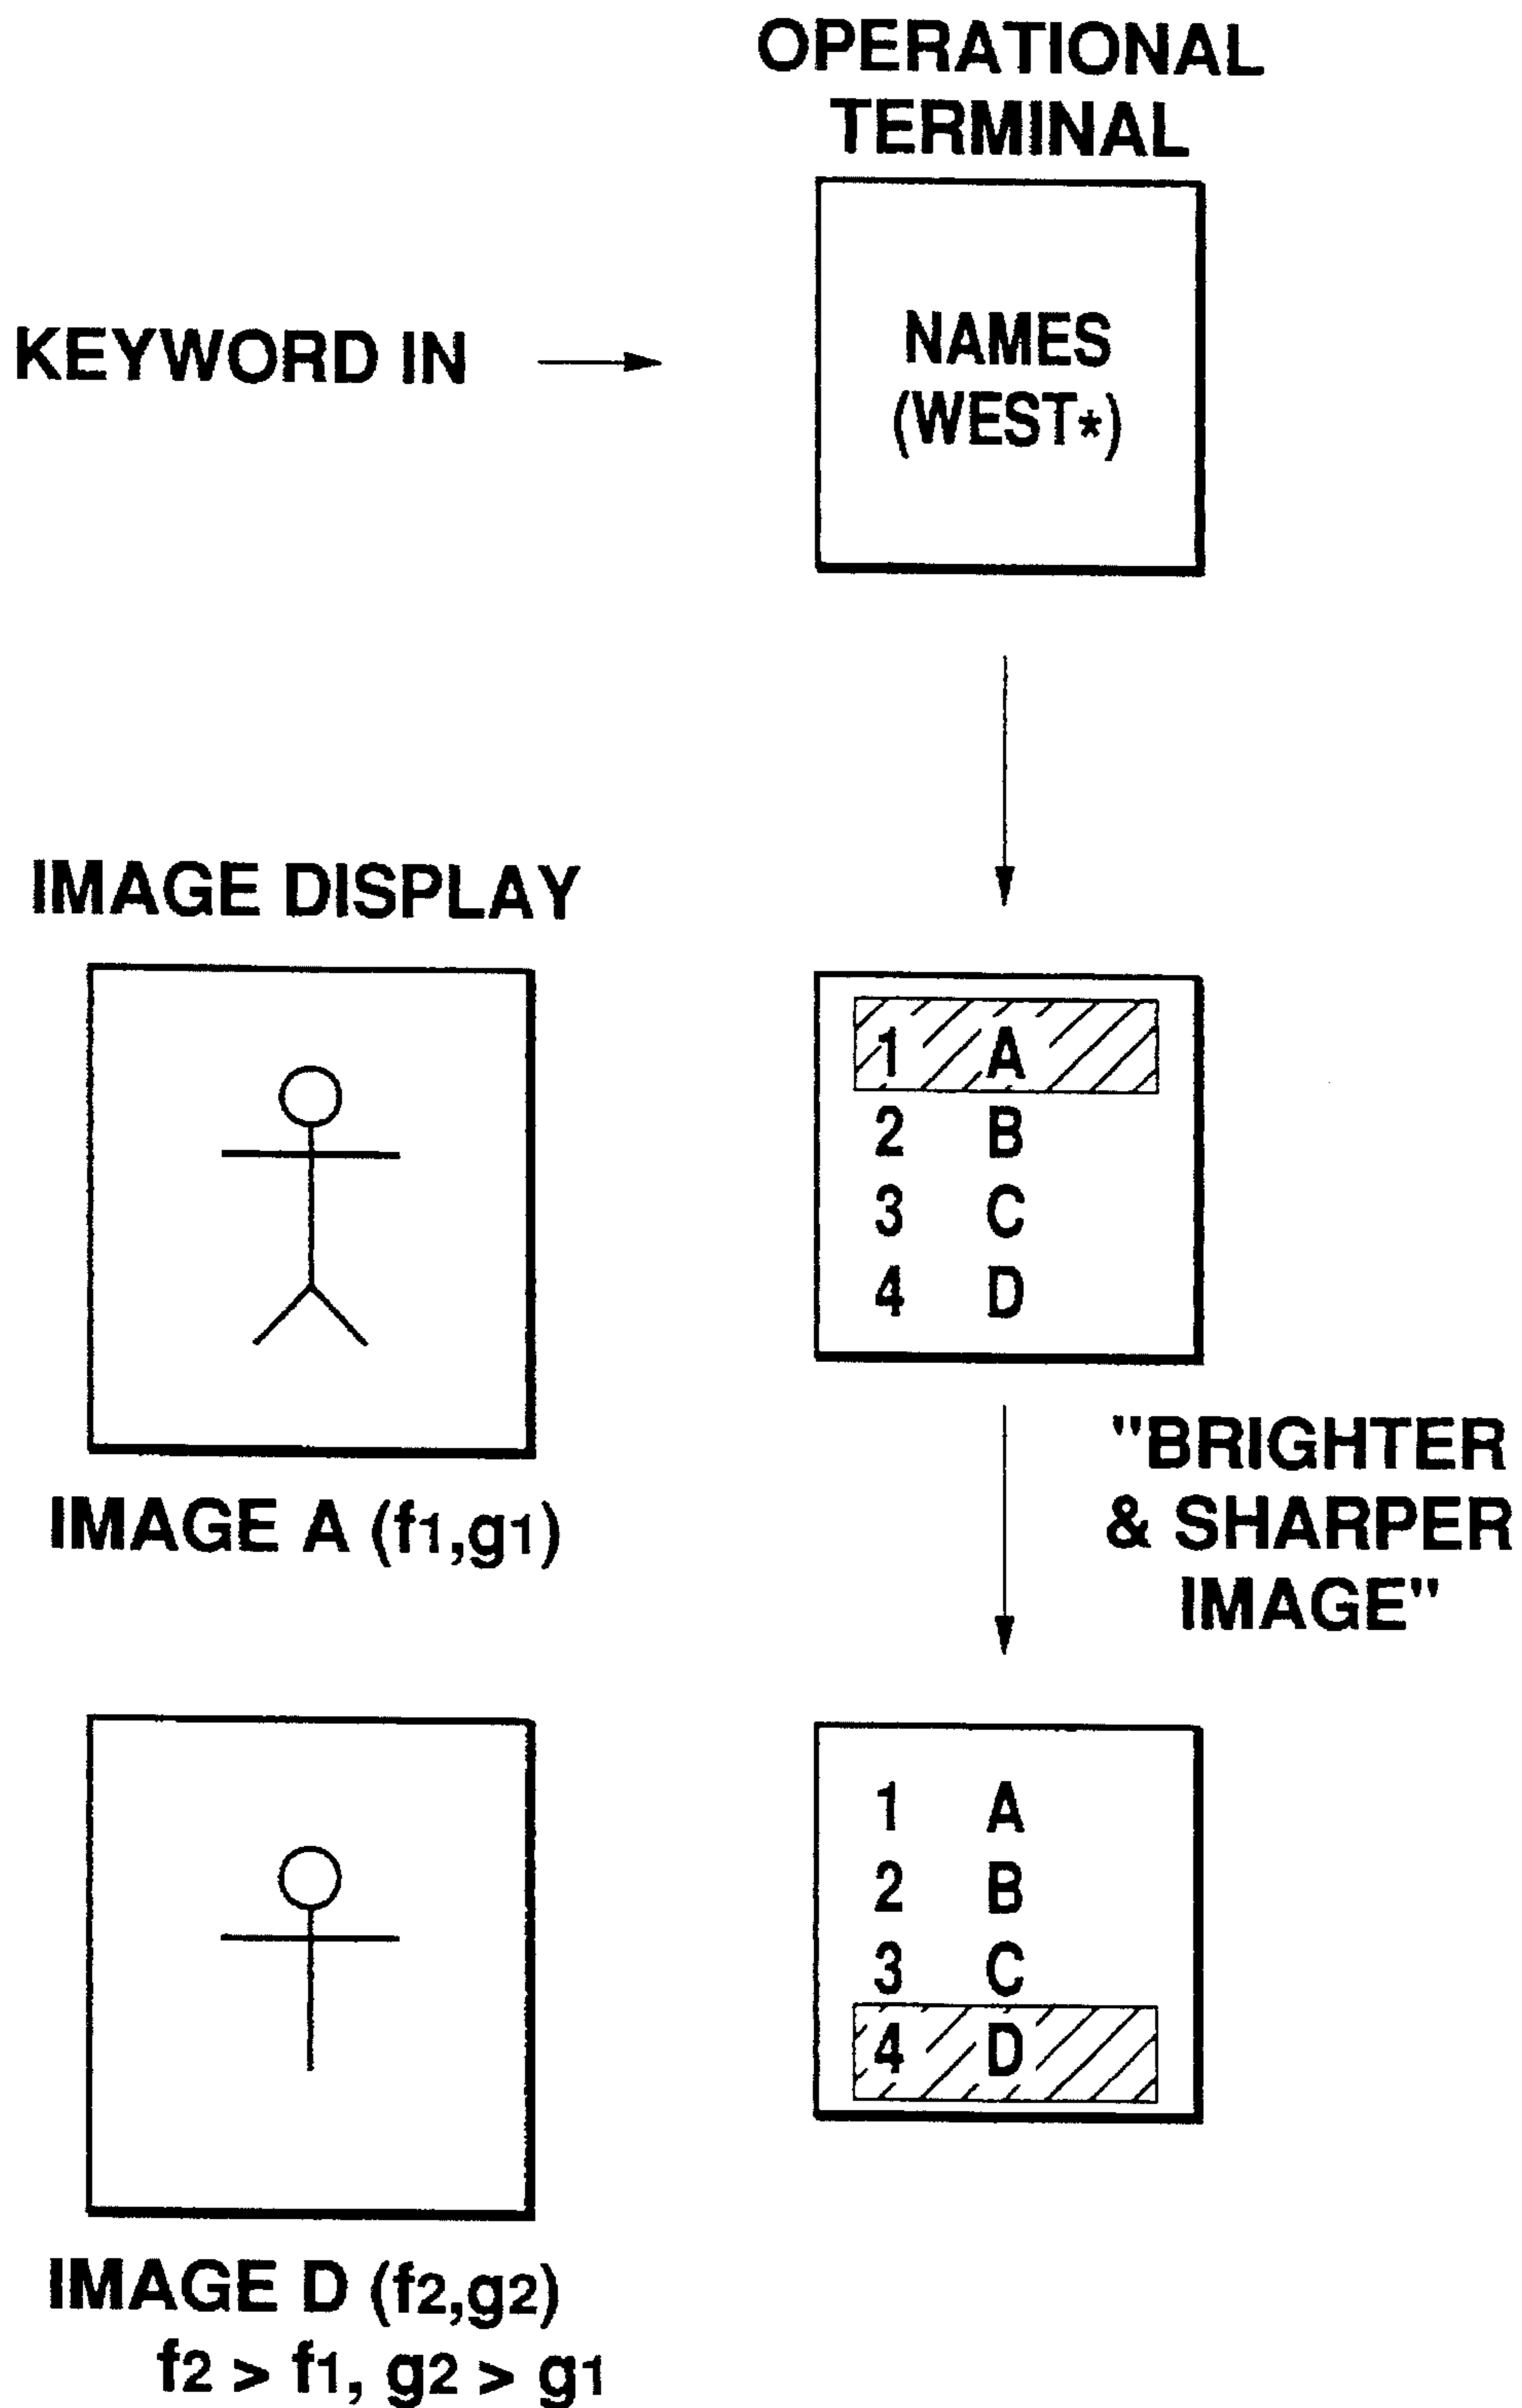 OPERATIONAL
TERMINAL
KEYWORD IN
NAMES
(WEST*)
IMAGE DISPLAY
1 A
2 B
3 C
4 D
IMAGE A (f1,g1)
"BRIGHTER
& SHARPER
IMAGE"
1 A
2 B
3 C
4 D
IMAGE D (f2,g2)
f2 > f1, g2 > g1